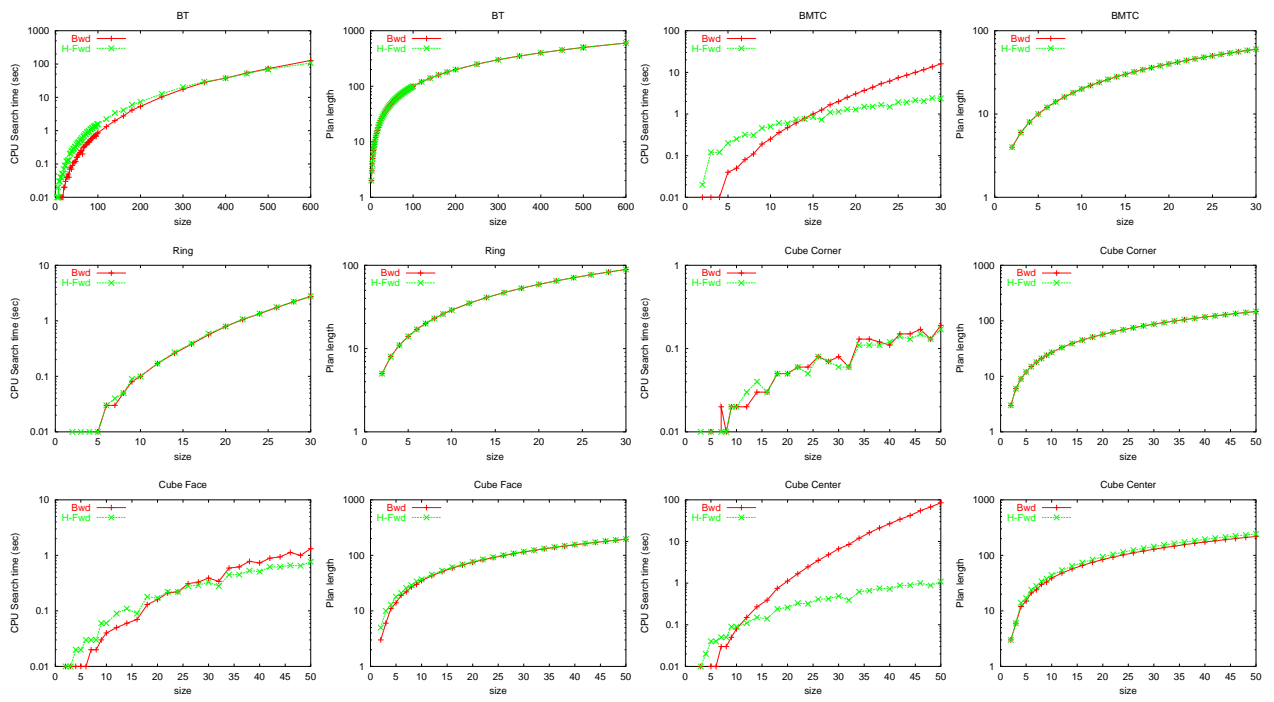 BT
BT
BMTC
BMTC
1000
100
10
1
0.1
0.01
0 100 200 300 400 500 600
CPU Search time (sec)
size
Bwd
H-Fwd
1000
100
10
1
0 100 200 300 400 500 600
Plan length
size
Bwd
H-Fwd
100
10
1
0.1
0.01
0 5 10 15 20 25 30
CPU Search time (sec)
size
Bwd
H-Fwd
100
10
1
0 5 10 15 20 25 30
Plan length
size
Bwd
H-Fwd
Ring
Ring
Cube Corner
Cube Corner
10
1
0.1
0.01
0 5 10 15 20 25 30
CPU Search time (sec)
size
Bwd
H-Fwd
100
10
1
0 5 10 15 20 25 30
Plan length
size
Bwd
H-Fwd
1
0.1
0.01
0 5 10 15 20 25 30 35 40 45 50
CPU Search time (sec)
size
Bwd
H-Fwd
1000
100
10
1
0 5 10 15 20 25 30 35 40 45 50
Plan length
size
Bwd
H-Fwd
Cube Face
Cube Face
Cube Center
Cube Center
10
1
0.1
0.01
0 5 10 15 20 25 30 35 40 45 50
CPU Search time (sec)
size
Bwd
H-Fwd
1000
100
10
1
0 5 10 15 20 25 30 35 40 45 50
Plan length
size
Bwd
H-Fwd
100
10
1
0.1
0.01
0 5 10 15 20 25 30 35 40 45 50
CPU Search time (sec)
size
Bwd
H-Fwd
1000
100
10
1
0 5 10 15 20 25 30 35 40 45 50
Plan length
size
Bwd
H-Fwd